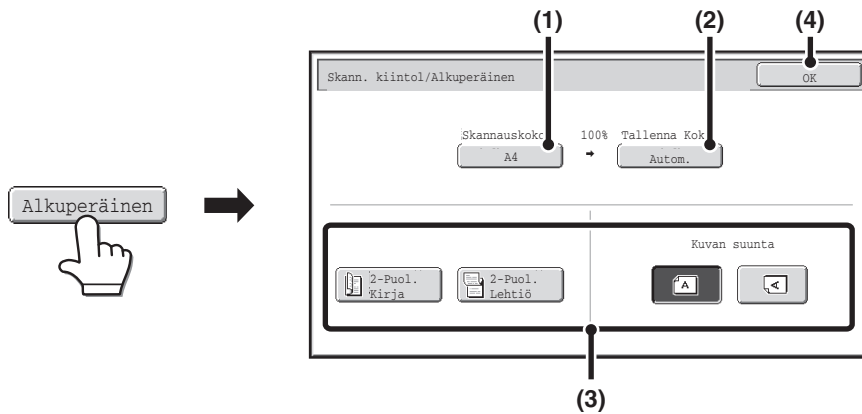 (1) (2) (4)
Skann. kiintol/Alkuperäinen OK
Skannauskoko 100% Tallenna Kok
A4 Autom.
Alkuperäinen
Kuvan suunta
2-Puol. 2-Puol.
Kirja Lehtiö
A A
(3)